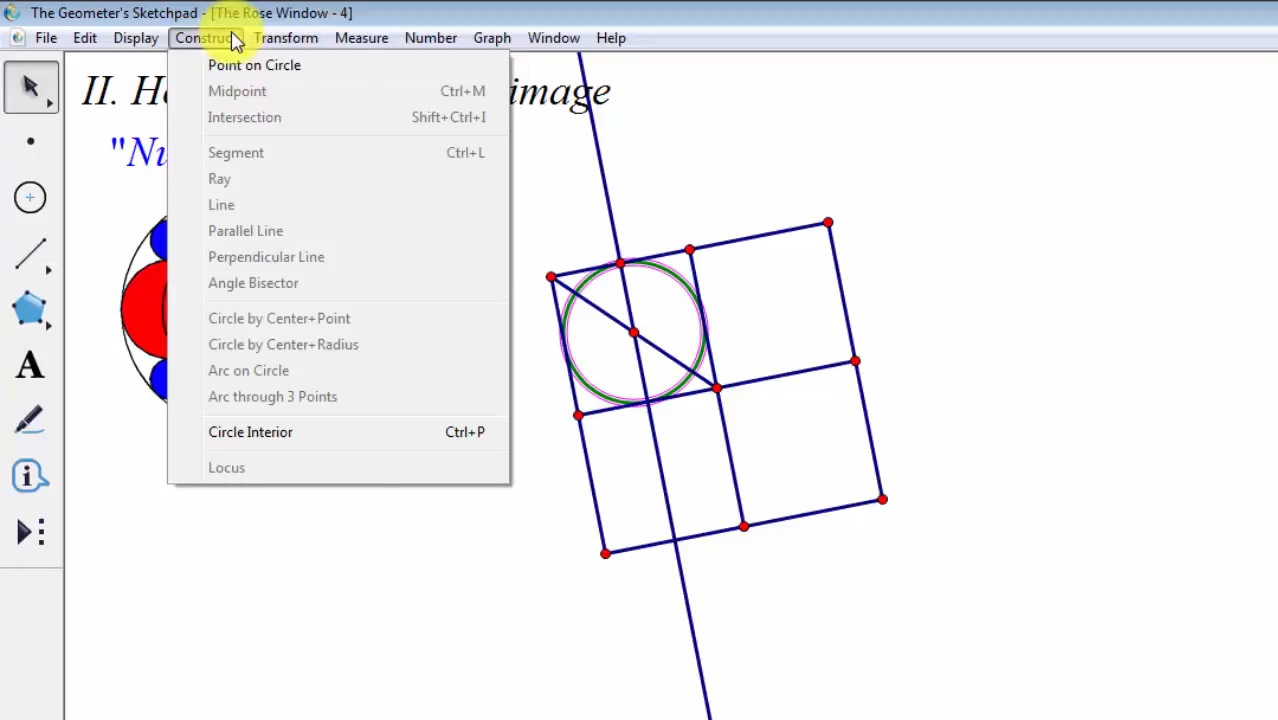 The Geometer's Sketchpad - [The Rose Window - 4]
File Edit Display Construct Transform Measure Number Graph Window Help
Point on Circle
II. H image
Midpoint Ctrl+M
Intersection Shift+Ctrl+I
"Nu
Segment Ctrl+L
Ray
Line
Parallel Line
Perpendicular Line
Angle Bisector
Circle by Center+Point
Circle by Center+Radius
A
Arc on Circle
Arc through 3 Points
Circle Interior Ctrl+P
Locus